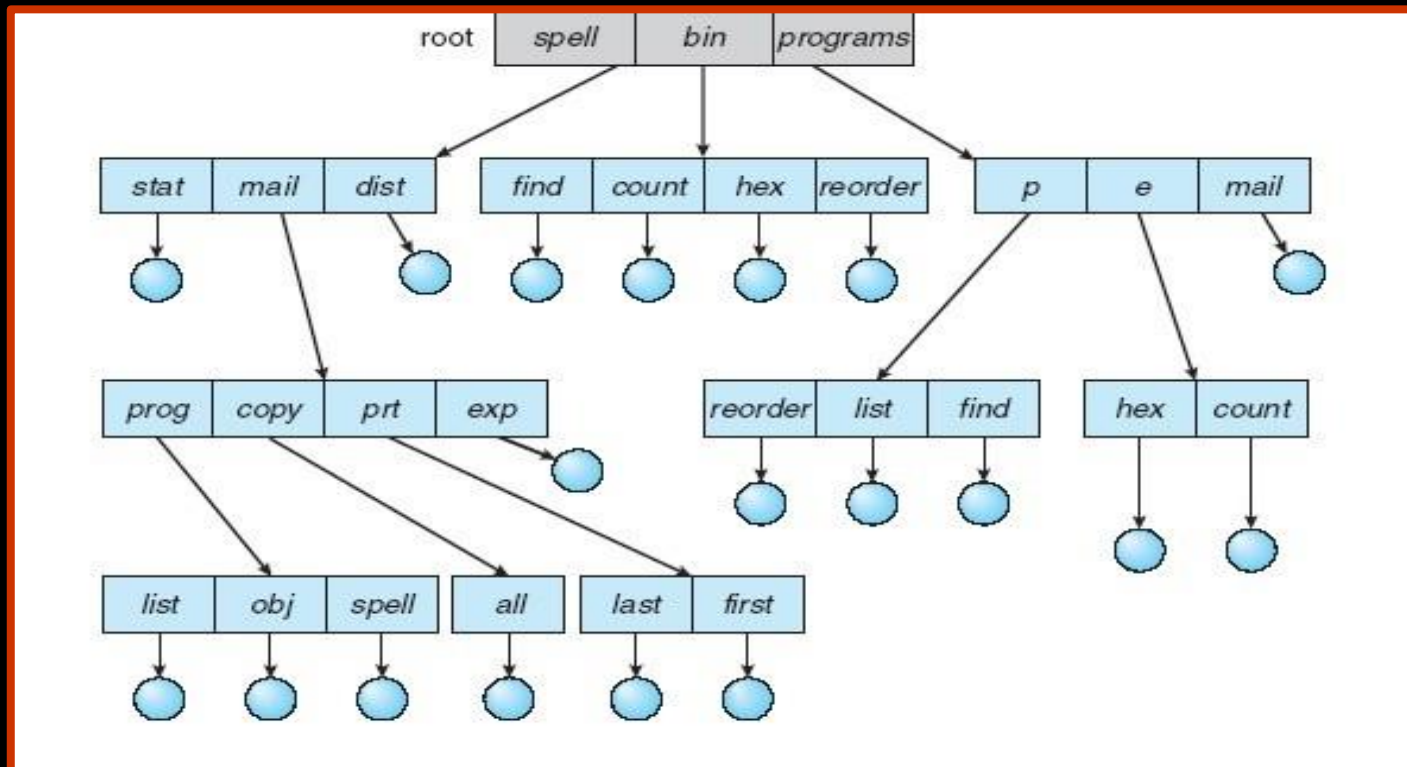 root spell bin programs
stat mail dist find count hex reorder p e mail
prog copy prt exp reorder list find hex count
list obj spell all last first